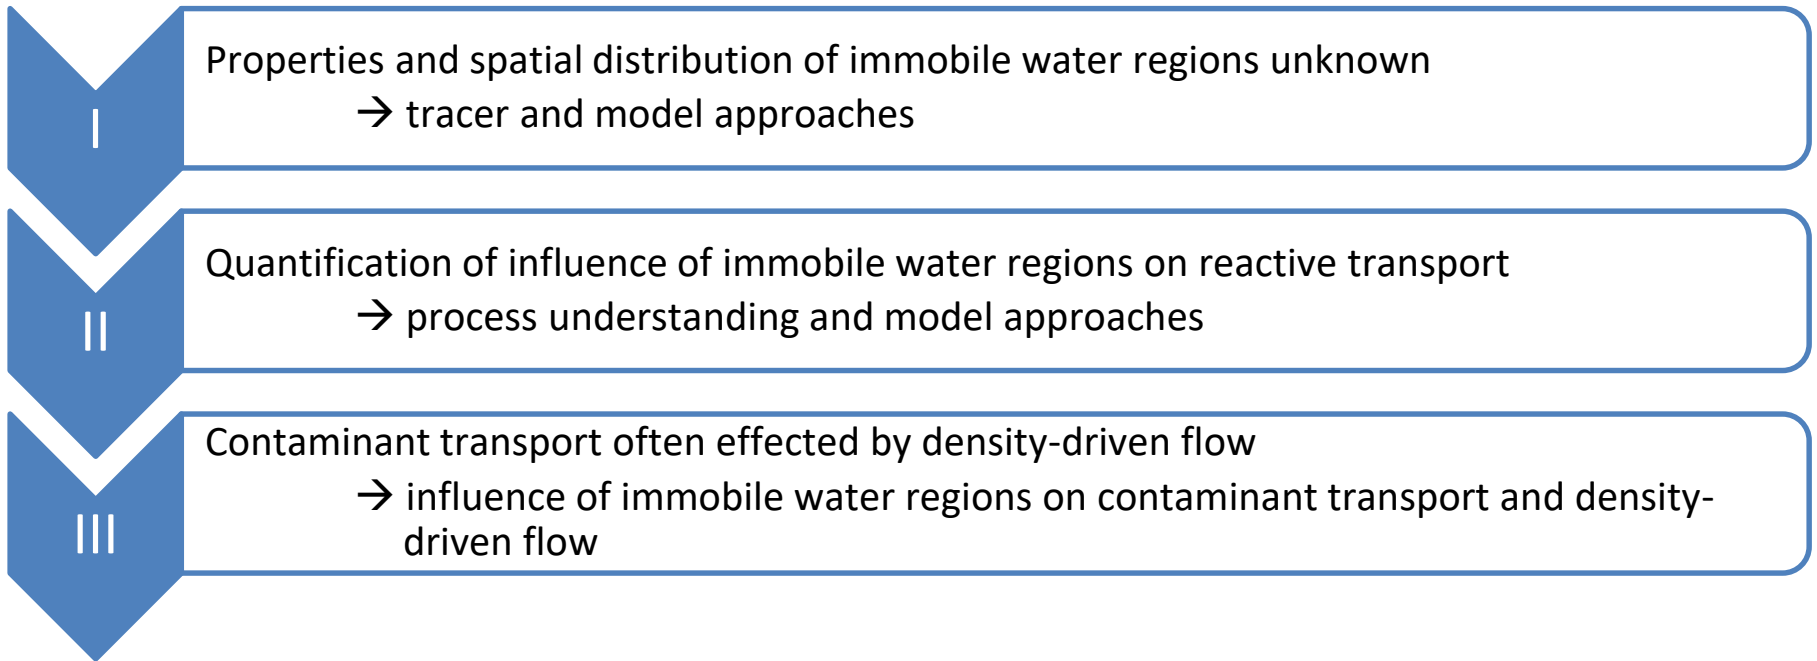 I
Properties and spatial distribution of immobile water regions unknown
→ tracer and model approaches
II
Quantification of influence of immobile water regions on reactive transport
→ process understanding and model approaches
III
Contaminant transport often effected by density-driven flow
→ influence of immobile water regions on contaminant transport and density-
driven flow